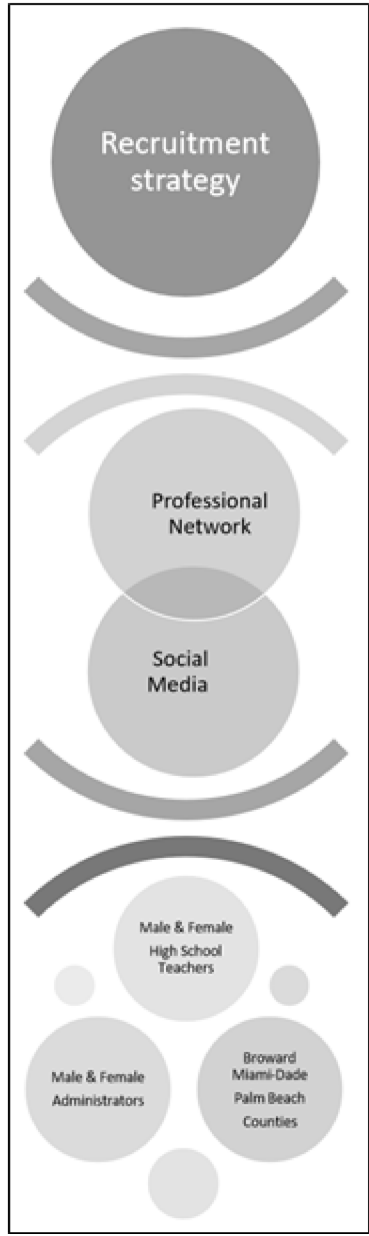 Recruitment
strategy
Professional
Network
Social
Media
Male & Female
High School
Teachers
Male & Female
Administrators
Broward
Miami-Dade
Palm Beach
Counties